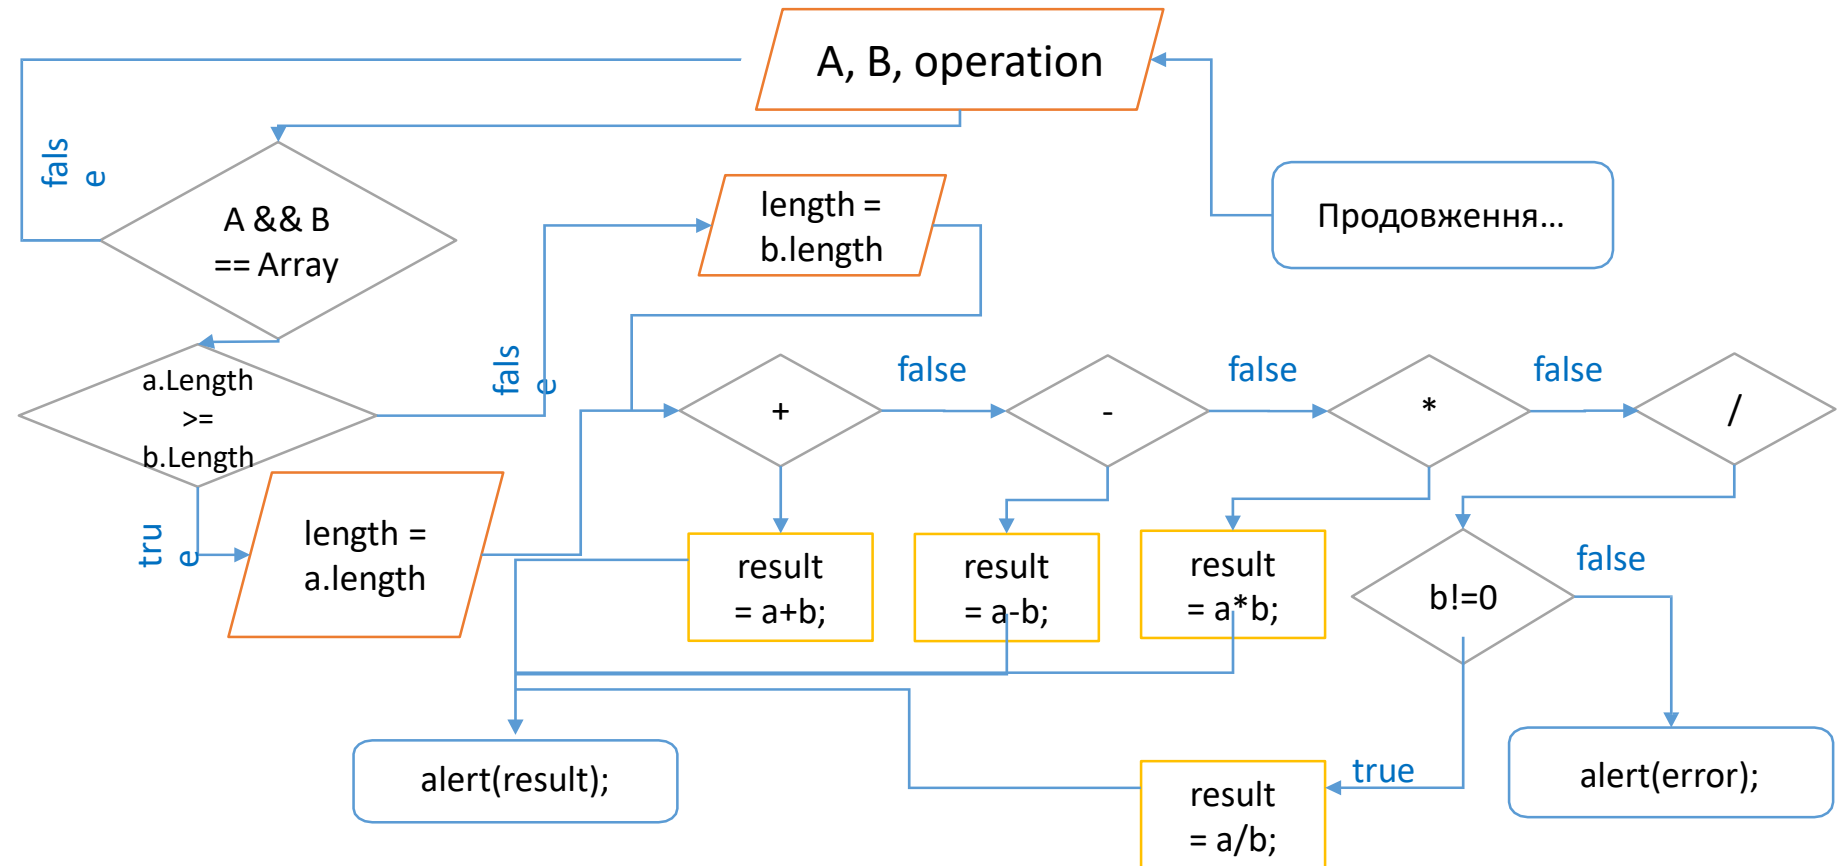 A, B, operation
fals
e
A && B
== Array
length =
b.length
Продовження...
a.Length
>=
b.Length
fals
e
+
false
-
false
*
false
/
tru
e
length =
a.length
result
= a+b;
result
= a-b;
result
= a*b;
b!=0
false
alert(result);
result
= a/b;
true
alert(error);